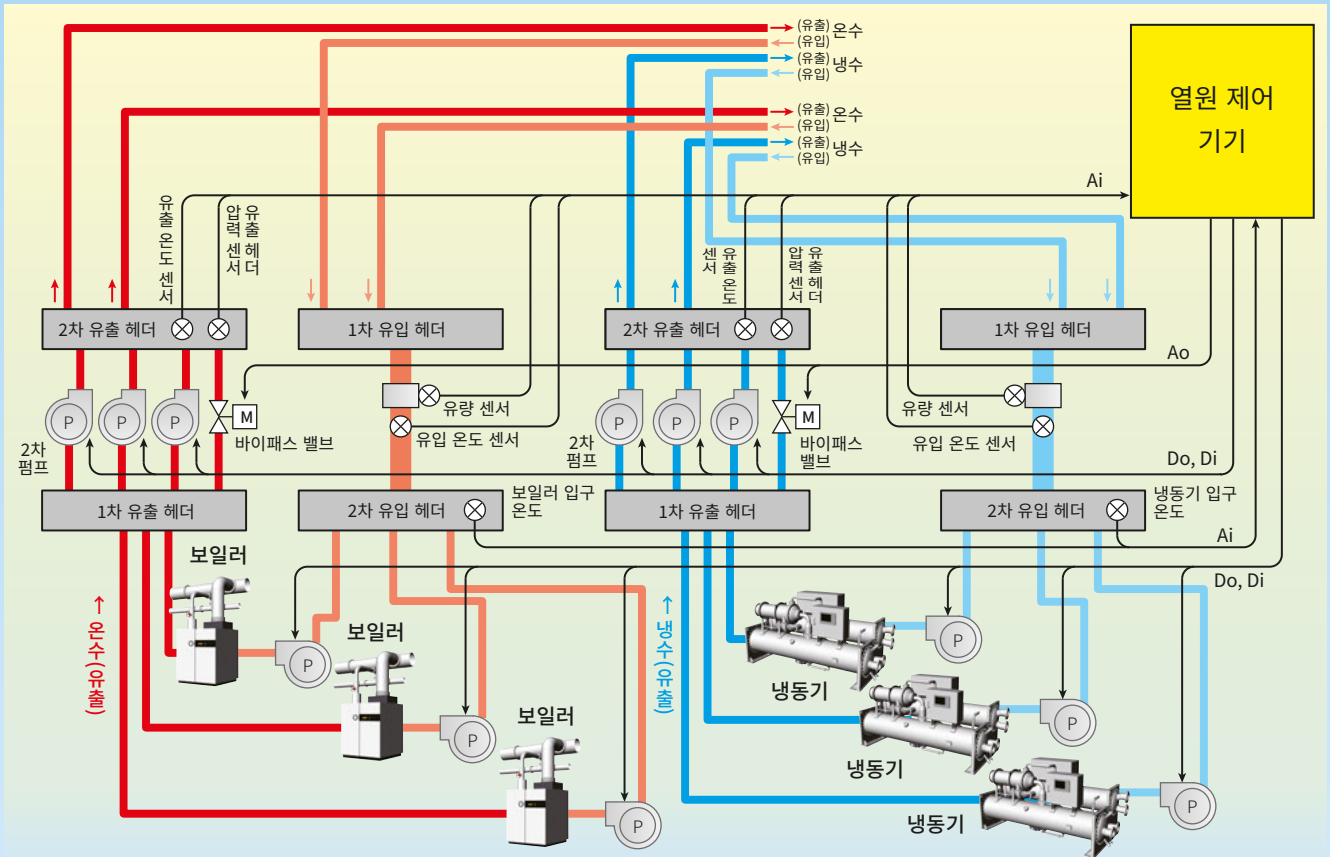 (유출) 온수
(유입)
(유출) 냉수
(유입)
(유출) 온수
(유입)
(유출) 냉수
(유입)
열원 제어
기기
Ai
유출 온도 센서
유출 헤더
압력 센서
유출 온도
센서
유출 헤더
압력 센서
2차 유출 헤더
1차 유입 헤더
2차 유출 헤더
1차 유입 헤더
Ao
P
P
P
M
유량 센서
P
P
P
M
유량 센서
2차
펌프
바이패스 밸브
유입 온도 센서
2차
펌프
바이패스
밸브
유입 온도 센서
Do, Di
1차 유출 헤더
2차 유입 헤더
보일러 입구
온도
1차 유출 헤더
2차 유입 헤더
냉동기 입구
온도
Ai
Do, Di
보일러
P
보일러
P
보일러
P
↑ 온수(유출)
↑ 냉수(유출)
P
냉동기
P
냉동기
P
냉동기